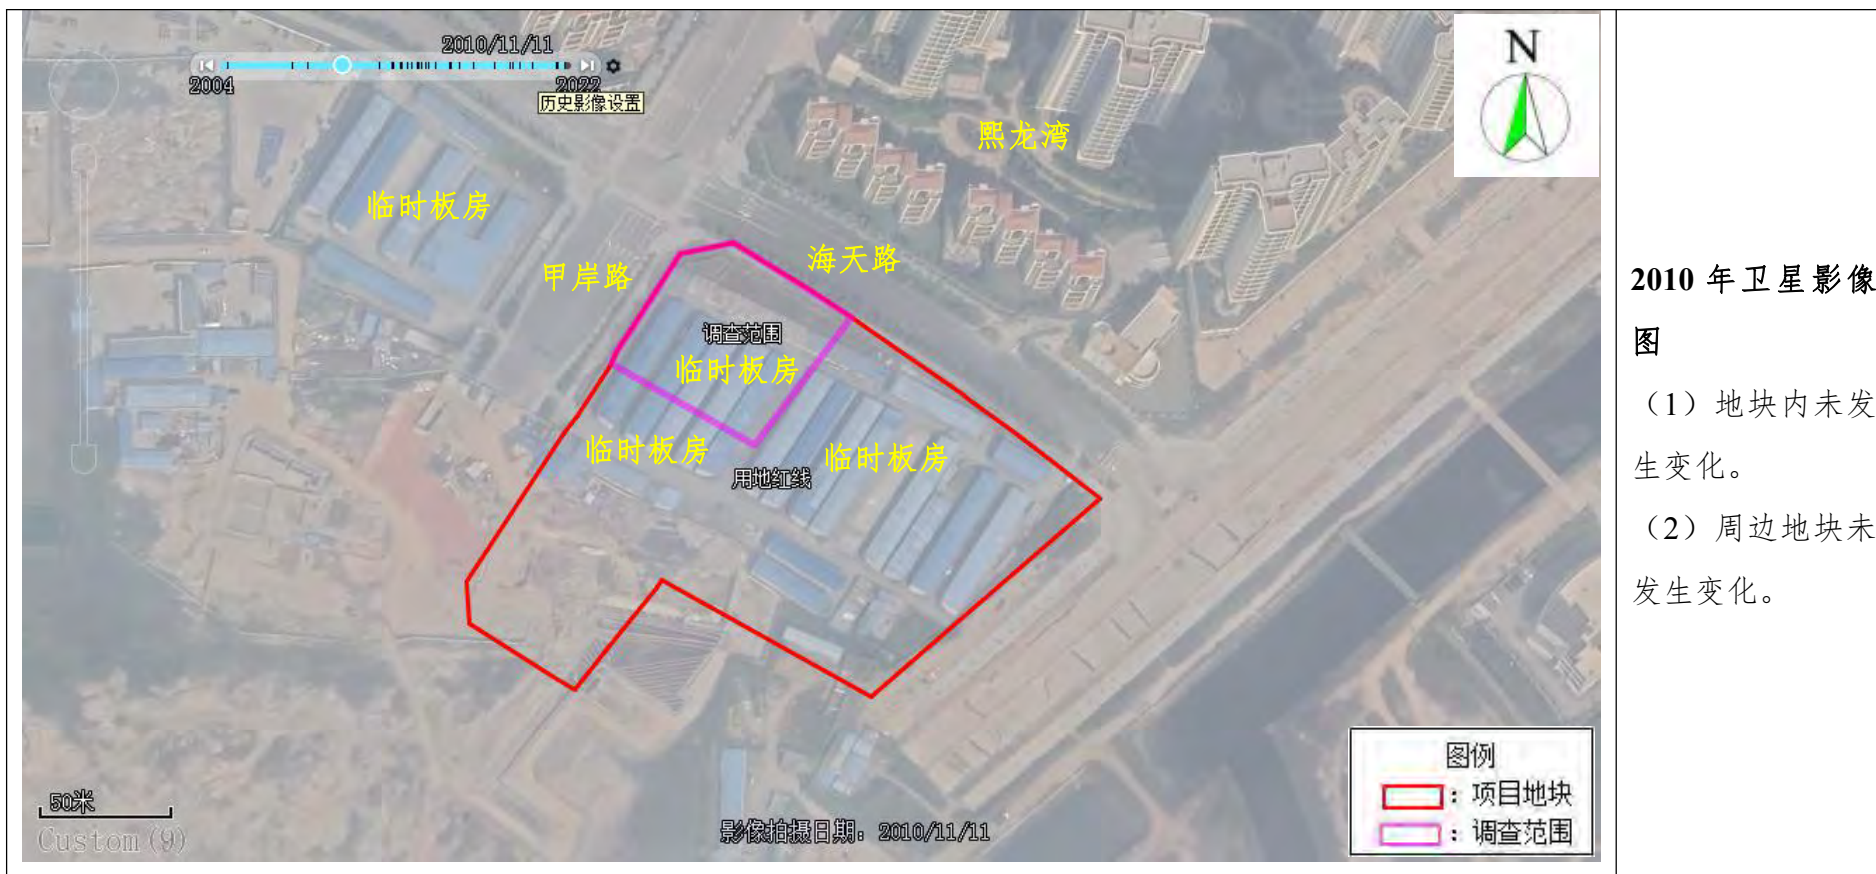 2010/11/11
2004
2022
历史影像设置
N
熙龙湾
临时板房
海天路
甲岸路
调查范围
临时板房
临时板房
临时板房
用地红线
50米
Custom(9)
影像拍摄日期：2010/11/11
图例
：项目地块
：调查范围
2010 年卫星影像
图
（1）地块内未发
生变化。
（2）周边地块未
发生变化。